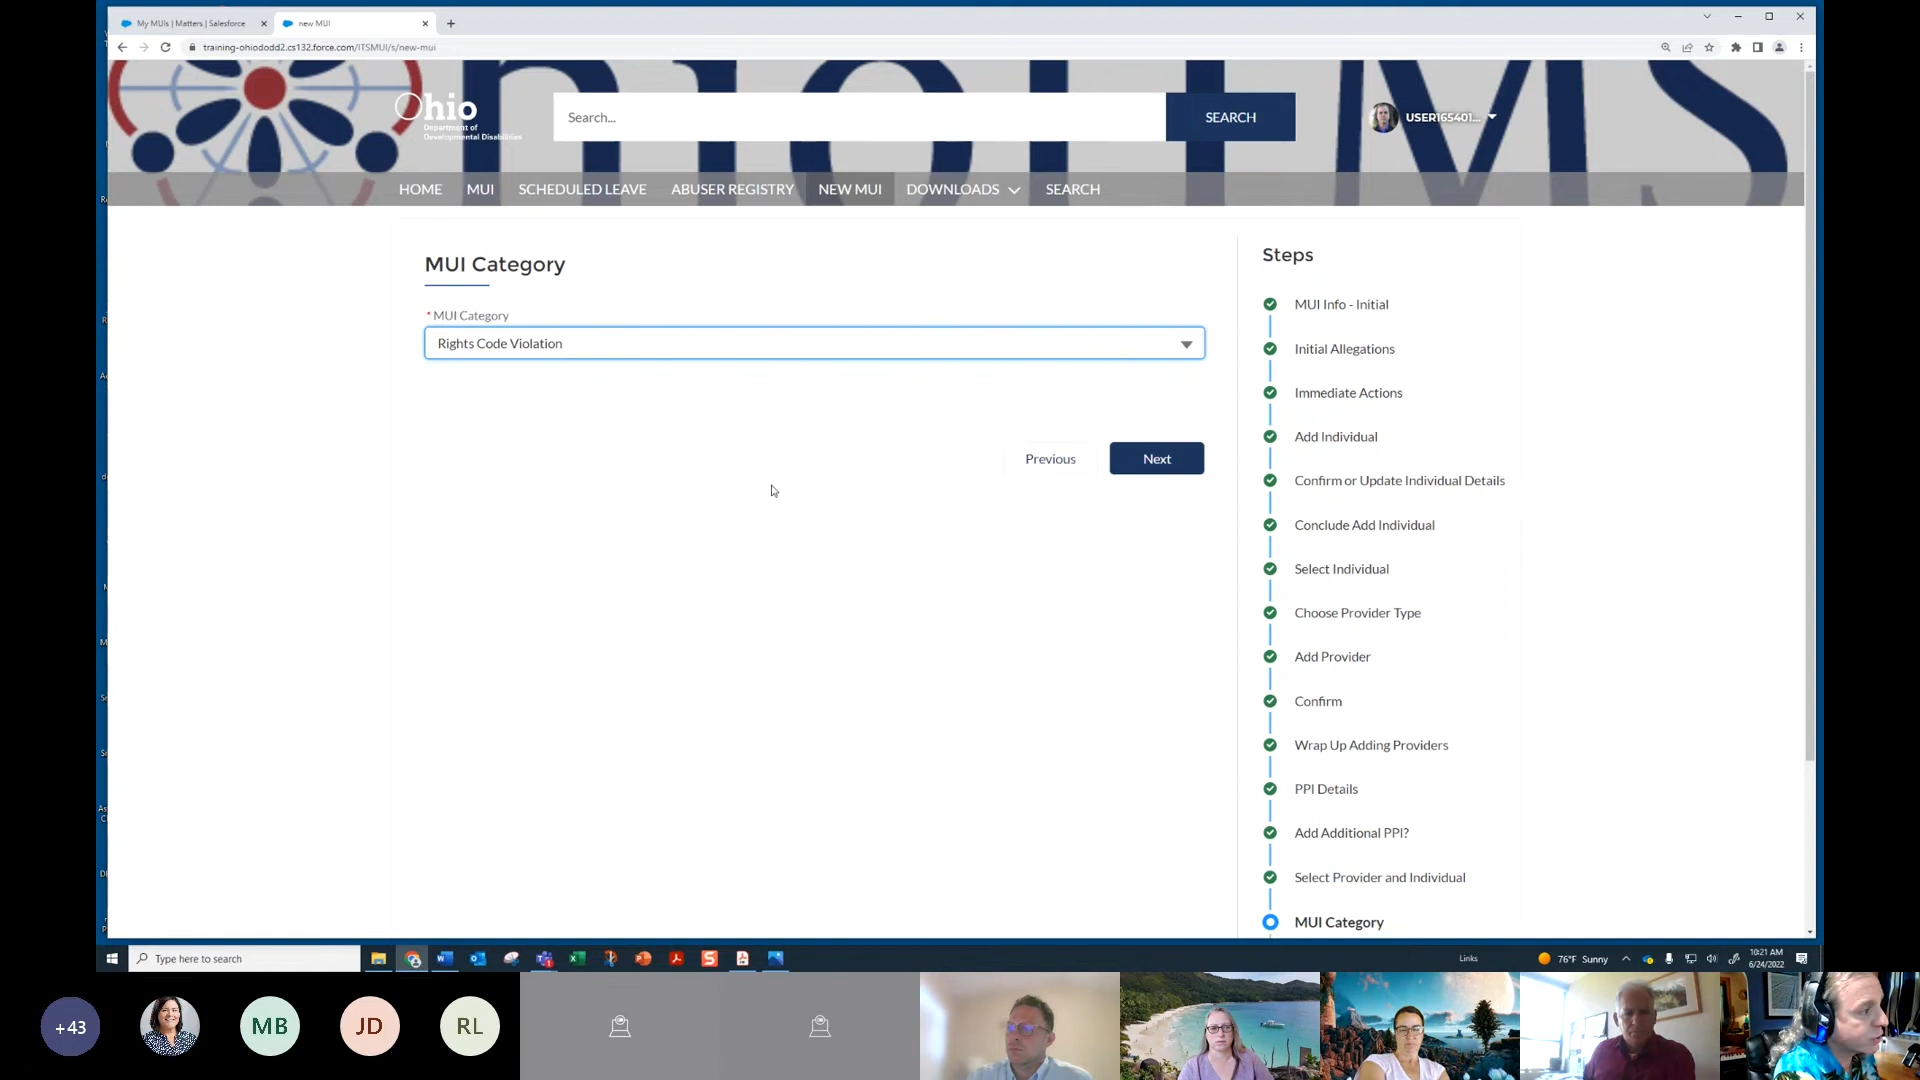 My MUIs | Matters | Salesforce
new MUI
training-ohiododd2.cs132.force.com/ITSMUI/s/new-mui
Ohio
Department of
Developmental Disabilities
Search...
SEARCH
USER165401...
HOME
MUI
SCHEDULED LEAVE
ABUSER REGISTRY
NEW MUI
DOWNLOADS
SEARCH
MUI Category
* MUI Category
Rights Code Violation
Previous
Next
Steps
MUI Info - Initial
Initial Allegations
Immediate Actions
Add Individual
Confirm or Update Individual Details
Conclude Add Individual
Select Individual
Choose Provider Type
Add Provider
Confirm
Wrap Up Adding Providers
PPI Details
Add Additional PPI?
Select Provider and Individual
MUI Category
Type here to search
Links
76°F Sunny
10:21 AM
6/24/2022
+43
MB
JD
RL